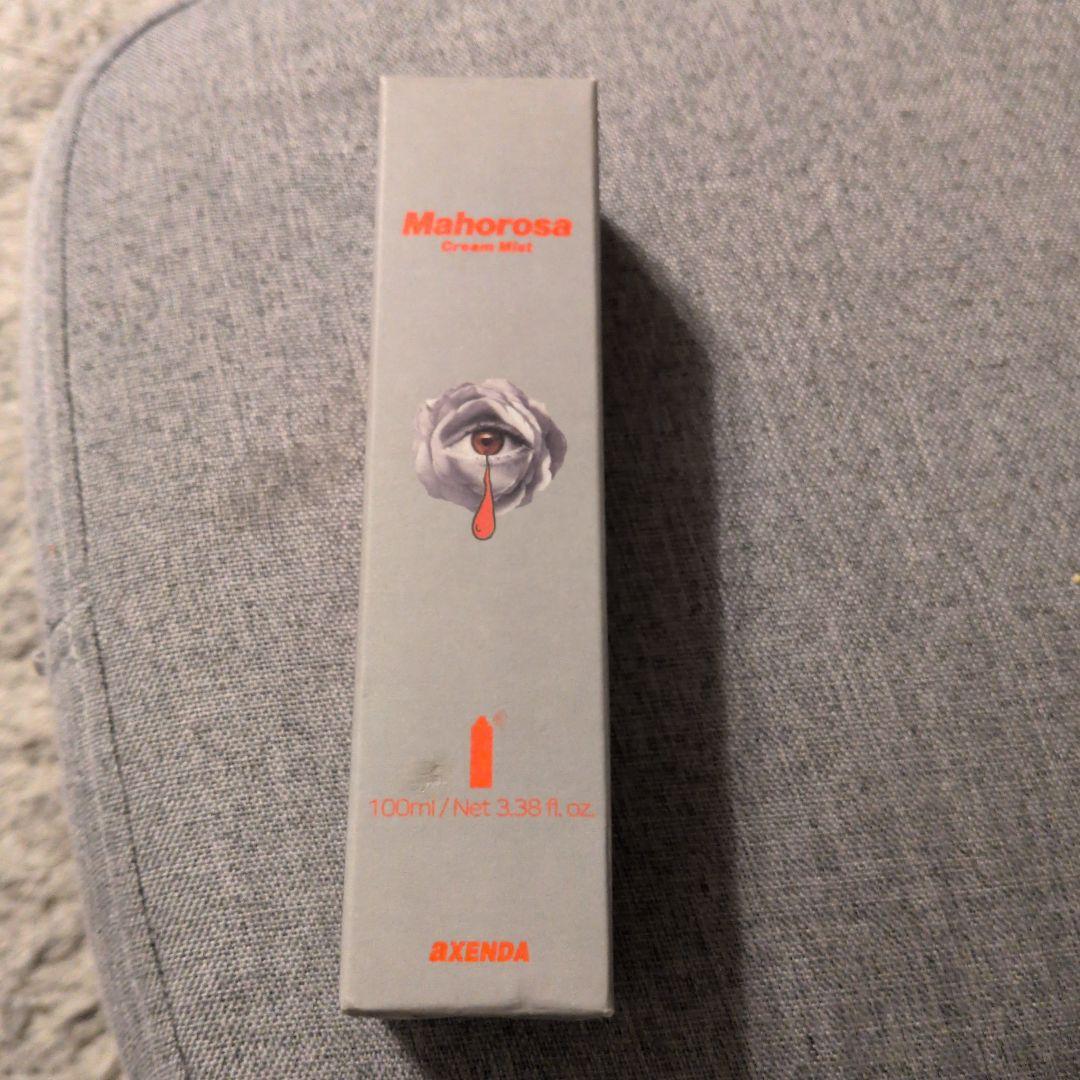 Mahorosa
Cream Mist
100ml / Net 3.38 fl. oz.
aXENDA